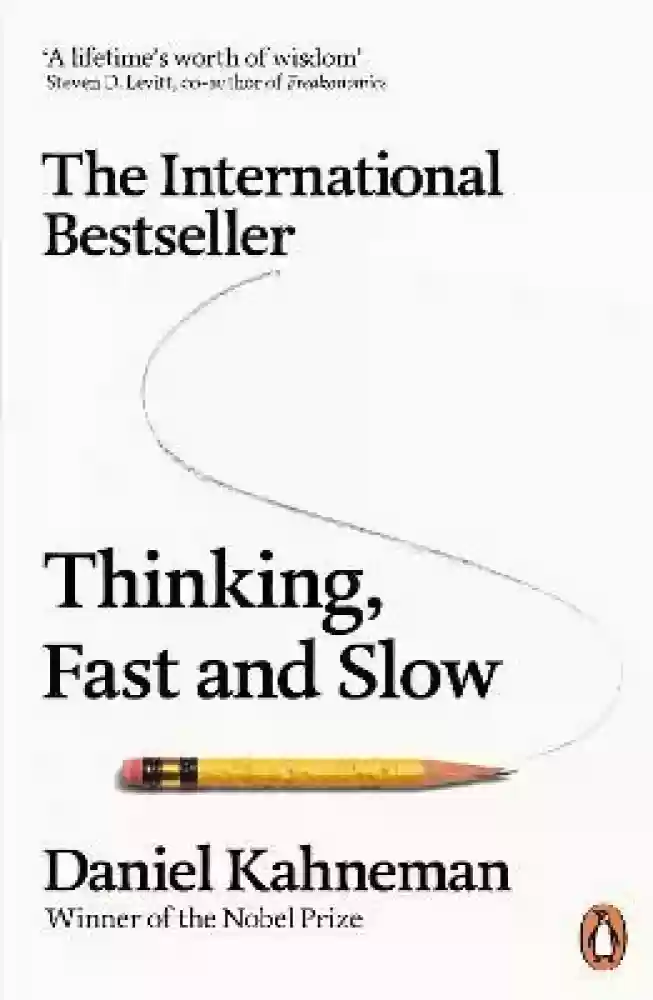 ‘A lifetime's worth of wisdom’
Steven D. Levitt, co-author of Freakonomics
The International
Bestseller
Thinking,
Fast and Slow
Daniel Kahneman
Winner of the Nobel Prize